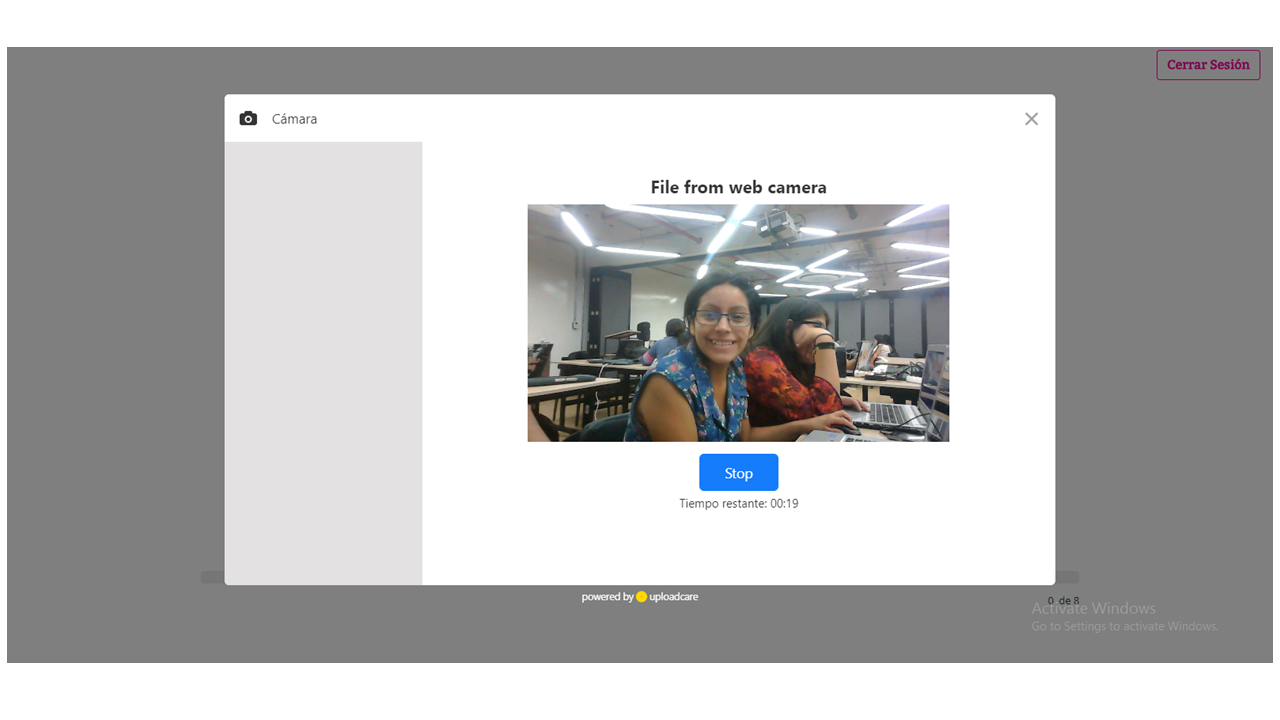 Cerrar Sesión
Cámara
File from web camera
Stop
Tiempo restante: 00:19
powered by uploadcare
0 de 8
Activate Windows
Go to Settings to activate Windows.